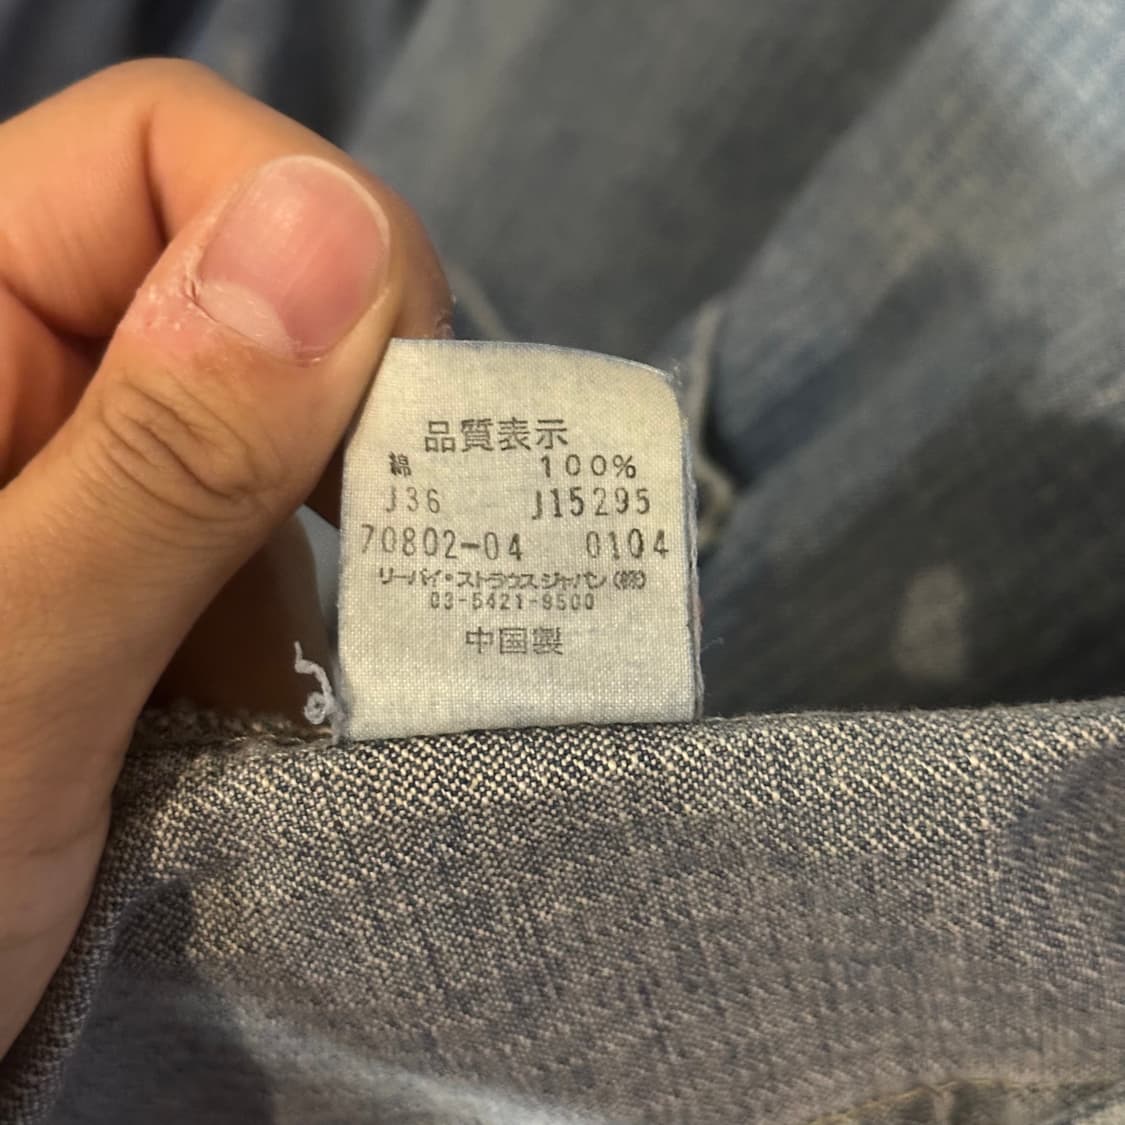 品質表示
綿 100%
J36 J15295
70802-04 0104
リーバイ・ストラウスジャパン(株)
03-5421-9500
中国製